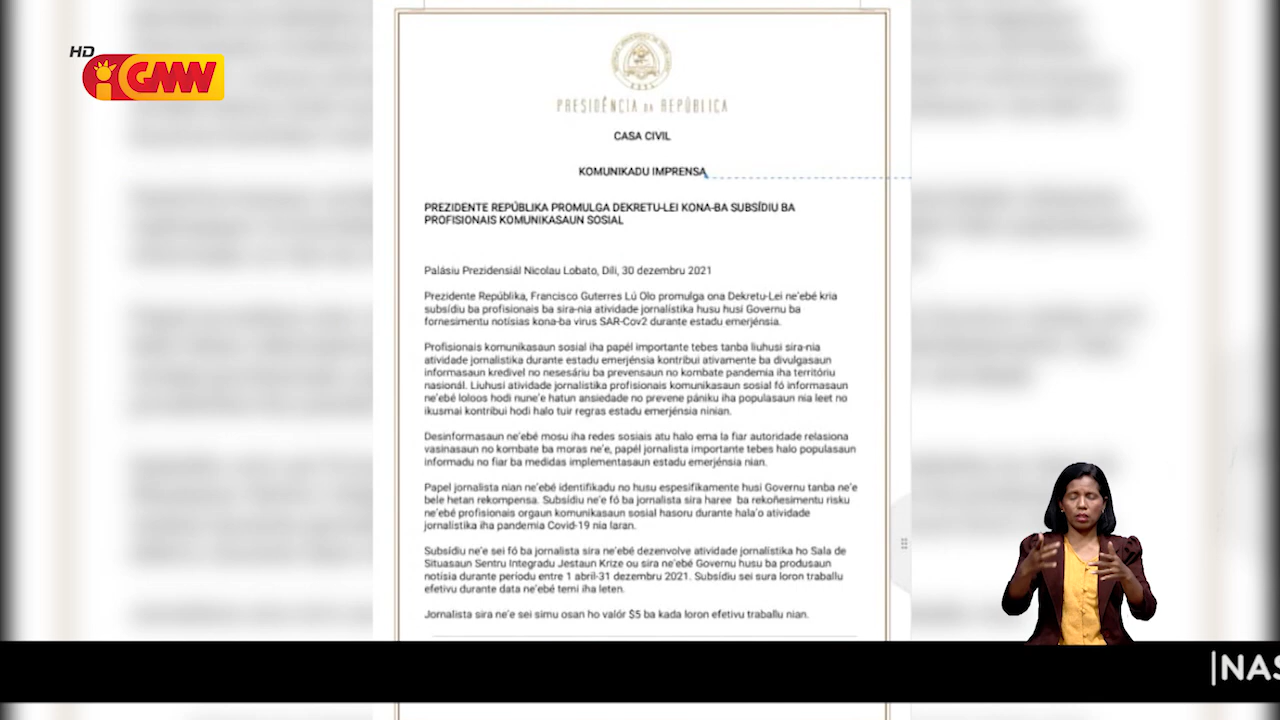 HD
GMW
PRESIDÊNCIA DA REPÚBLICA
CASA CIVIL
KOMUNIKADU IMPRENSA
PREZIDENTE REPÚBLIKA PROMULGA DEKRETU-LEI KONA-BA SUBSÍDIU BA
PROFISIONAIS KOMUNIKASAUN SOSIAL
Palásiu Prezidensiál Nicolau Lobato, Díli, 30 dezembru 2021
Prezidente Repúblika, Francisco Guterres Lú Olo promulga ona Dekretu-Lei ne'ebé kria
subsídiu ba profisionais ba sira-nia atividade jornalístika husu husi Governu ba
fornesimentu notísias kona-ba virus SAR-Cov2 durante estadu emerjénsia.
Profisionais komunikasaun sosial iha papél importante tebes tanba liuhusi sira-nia
atividade jornalistika durante estadu emerjénsia kontribui ativamente ba divulgasaun
informasaun kredivel no nesesáriu ba prevensaun no kombate pandemia iha territóriu
nasionál. Liuhusi atividade jornalistika profisionais komunikasaun sosial fó informasaun
ne'ebé loloos hodi nune'e hatun ansiedade no prevene pániku iha populasaun nia leet no
ikusmai kontribui hodi halo tuir regras estadu emerjénsia ninian.
Desinformasaun ne'ebé mosu iha redes sosiais atu halo ema la fiar autoridade relasiona
vasinasaun no kombate ba moras ne'e, papél jornalista importante tebes halo populasaun
informadu no fiar ba medidas implementasaun estadu emerjénsia nian.
Papel jornalista nian ne'ebé identifikadu no husu espesifikamente husi Governu tanba ne'e
bele hetan rekompensa. Subsídiu ne'e fó ba jornalista sira haree ba rekoñesimentu risku
ne'ebé profisionais orgaun komunikasaun sosial hasoru durante hala'o atividade
jornalistika iha pandemia Covid-19 nia laran.
Subsídiu ne'e sei fó ba jornalista sira ne'ebé dezenvolve atividade jornalístika ho Sala de
Situasaun Sentru Integradu Jestaun Krize ou sira ne'ebé Governu husu ba produsaun
notisia durante periodu entre 1 abril-31 dezembru 2021. Subsídiu sei sura loron traballu
efetivu durante data ne'ebé temi iha leten.
Jornalista sira ne'e sei simu osan ho valór $5 ba kada loron efetivu traballu nian.
|NAS